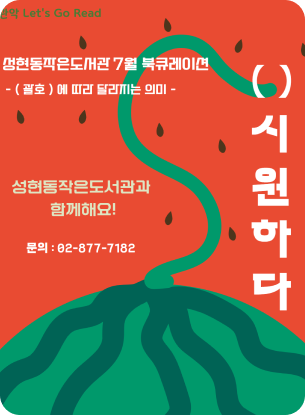 관악 Let's Go Read
성현동작은도서관 7월 북큐레이션
- ( 괄호 ) 에 따라 달라지는 의미 -
( ) 시원하다
성현동작은도서관과
함께해요!
문의 : 02-877-7182